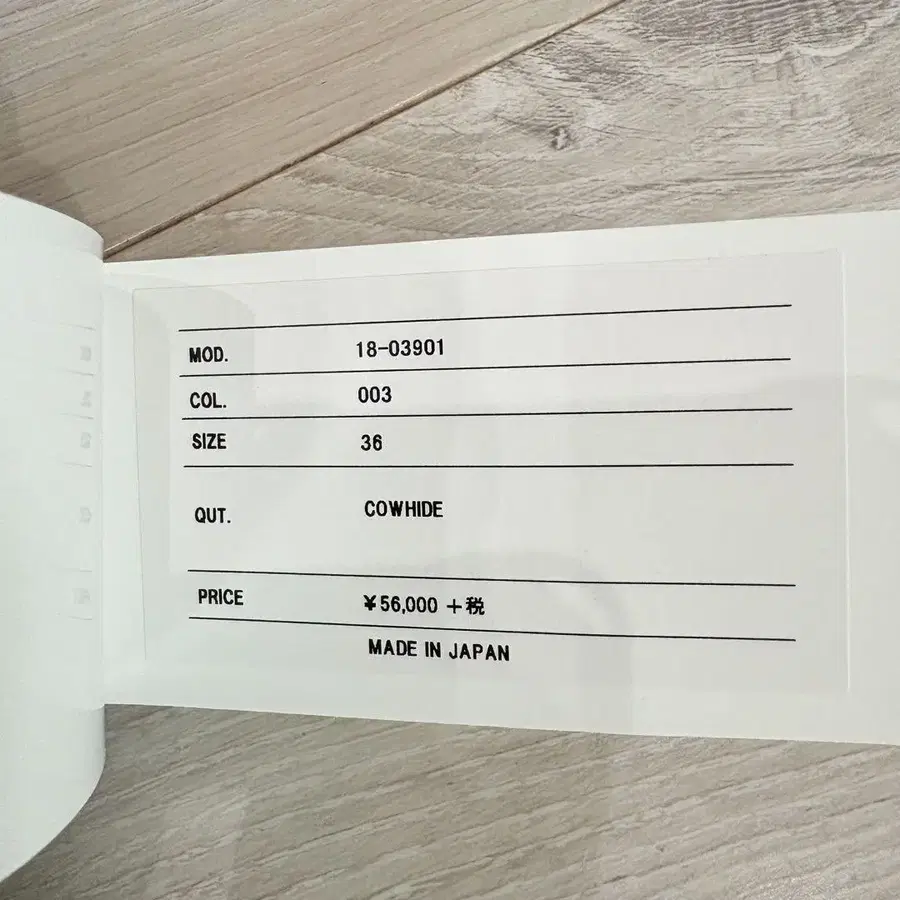 MOD. 18-03901
COL. 003
SIZE 36
QUT. COWHIDE
PRICE ¥56,000 +税
MADE IN JAPAN